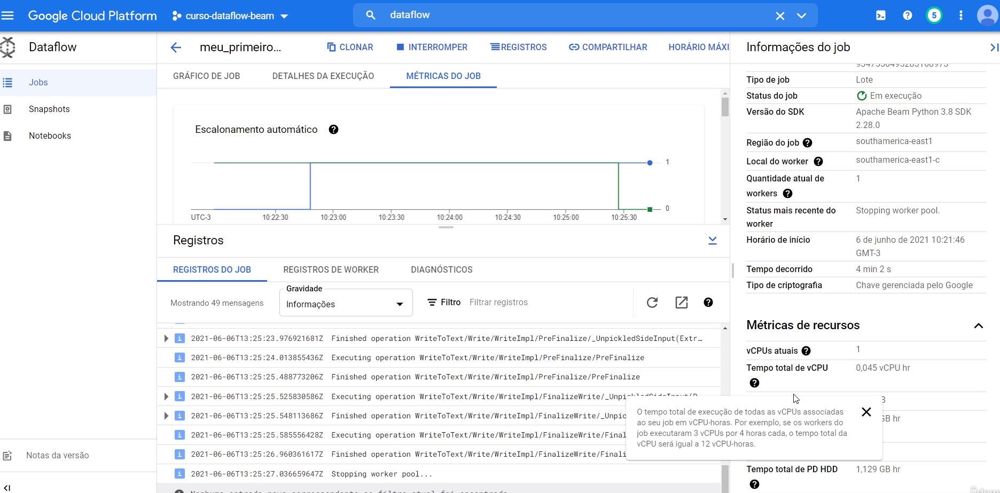 Google Cloud Platform
curso-dataflow-beam
dataflow
5
Dataflow
meu_primeiro...
CLONAR
INTERROMPER
REGISTROS
COMPARTILHAR
HORÁRIO MÁXI
Informações do job
Jobs
Snapshots
Notebooks
Notas da versão
GRÁFICO DE JOB
DETALHES DA EXECUÇÃO
MÉTRICAS DO JOB
Escalonamento automático
1
0
UTC-3
10:22:30
10:23:00
10:23:30
10:24:00
10:24:30
10:25:00
10:25:30
Registros
REGISTROS DO JOB
REGISTROS DE WORKER
DIAGNÓSTICOS
Mostrando 49 mensagens
Gravidade
Informações
Filtro
Filtrar registros
2021-06-06T13:25:23.976921681Z Finished operation WriteToText/Write/WriteImpl/PreFinalize/_UnpickledSideInput(Extr…
2021-06-06T13:25:24.013855436Z Executing operation WriteToText/Write/WriteImpl/PreFinalize/PreFinalize
2021-06-06T13:25:25.488773206Z Finished operation WriteToText/Write/WriteImpl/PreFinalize/PreFinalize
2021-06-06T13:25:25.525830586Z Executing operation WriteToText/Write/WriteImpl/FinalizeWrite/_UnpickledSideInput(P
2021-06-06T13:25:25.548113686Z Finished operation WriteToText/Write/WriteImpl/FinalizeWrite/_Unpic
2021-06-06T13:25:25.585556428Z Executing operation WriteToText/Write/WriteImpl/FinalizeWrite/Final
2021-06-06T13:25:26.960361617Z Finished operation WriteToText/Write/WriteImpl/FinalizeWrite/Finali
2021-06-06T13:25:27.036659647Z Stopping worker pool...
Tipo de job Lote
Status do job Em execução
Versão do SDK Apache Beam Python 3.8 SDK
2.28.0
Região do job southamerica-east1
Local do worker southamerica-east1-c
Quantidade atual de 1
workers
Status mais recente do Stopping worker pool.
worker
Horário de início 6 de junho de 2021 10:21:46
GMT-3
Tempo decorrido 4 min 2 s
Tipo de criptografia Chave gerenciada pelo Google
Métricas de recursos
vCPUs atuais 1
Tempo total de vCPU 0,045 vCPU hr
O tempo total de execução de todas as vCPUs associadas
ao seu job em vCPU-horas. Por exemplo, se os workers do
job executaram 3 vCPUs por 4 horas cada, o tempo total da
vCPU será igual a 12 vCPU-horas.
GB hr
Tempo total de PD HDD 1,129 GB hr